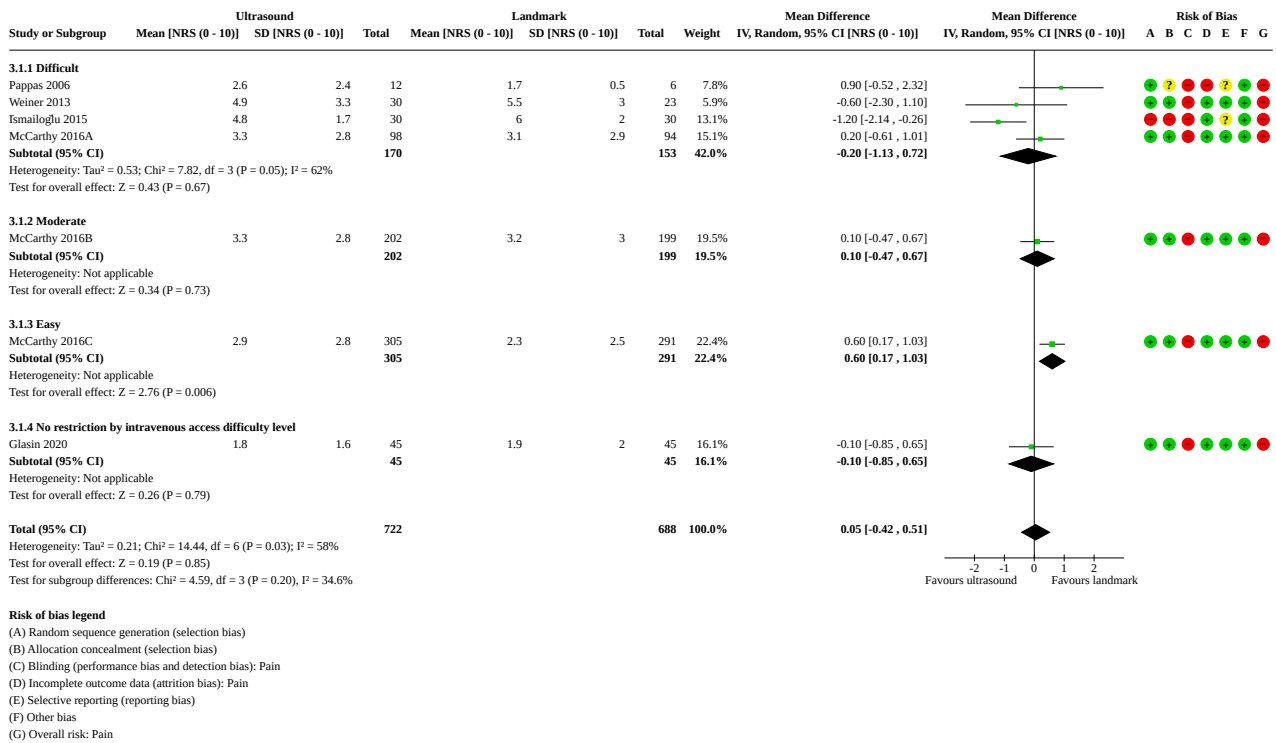 Ultrasound Landmark Mean Difference Mean Difference Risk of Bias
Study or Subgroup Mean [NRS (0 - 10)] SD [NRS (0 - 10)] Total Mean [NRS (0 - 10)] SD [NRS (0 - 10)] Total Weight IV, Random, 95% CI [NRS (0 - 10)] IV, Random, 95% CI [NRS (0 - 10)] A B C D E F G
3.1.1 Difficult
Pappas 2006 2.6 2.4 12 1.7 0.5 6 7.8% 0.90 [-0.52 , 2.32] + ? − − ? + −
Weiner 2013 4.9 3.3 30 5.5 3 23 5.9% -0.60 [-2.30 , 1.10] + + − + + + −
Ismailoğlu 2015 4.8 1.7 30 6 2 30 13.1% -1.20 [-2.14 , -0.26] − − − + ? + −
McCarthy 2016A 3.3 2.8 98 3.1 2.9 94 15.1% 0.20 [-0.61 , 1.01] + + − + + + −
Subtotal (95% CI) 170 153 42.0% -0.20 [-1.13 , 0.72]
Heterogeneity: Tau² = 0.53; Chi² = 7.82, df = 3 (P = 0.05); I² = 62%
Test for overall effect: Z = 0.43 (P = 0.67)
3.1.2 Moderate
McCarthy 2016B 3.3 2.8 202 3.2 3 199 19.5% 0.10 [-0.47 , 0.67] + + − + + + −
Subtotal (95% CI) 202 199 19.5% 0.10 [-0.47 , 0.67]
Heterogeneity: Not applicable
Test for overall effect: Z = 0.34 (P = 0.73)
3.1.3 Easy
McCarthy 2016C 2.9 2.8 305 2.3 2.5 291 22.4% 0.60 [0.17 , 1.03] + + − + + + −
Subtotal (95% CI) 305 291 22.4% 0.60 [0.17 , 1.03]
Heterogeneity: Not applicable
Test for overall effect: Z = 2.76 (P = 0.006)
3.1.4 No restriction by intravenous access difficulty level
Glasin 2020 1.8 1.6 45 1.9 2 45 16.1% -0.10 [-0.85 , 0.65] + + − + + + −
Subtotal (95% CI) 45 45 16.1% -0.10 [-0.85 , 0.65]
Heterogeneity: Not applicable
Test for overall effect: Z = 0.26 (P = 0.79)
Total (95% CI) 722 688 100.0% 0.05 [-0.42 , 0.51]
Heterogeneity: Tau² = 0.21; Chi² = 14.44, df = 6 (P = 0.03); I² = 58%
Test for overall effect: Z = 0.19 (P = 0.85)
-2 -1 0 1 2
Test for subgroup differences: Chi² = 4.59, df = 3 (P = 0.20), I² = 34.6% Favours ultrasound Favours landmark
Risk of bias legend
(A) Random sequence generation (selection bias)
(B) Allocation concealment (selection bias)
(C) Blinding (performance bias and detection bias): Pain
(D) Incomplete outcome data (attrition bias): Pain
(E) Selective reporting (reporting bias)
(F) Other bias
(G) Overall risk: Pain